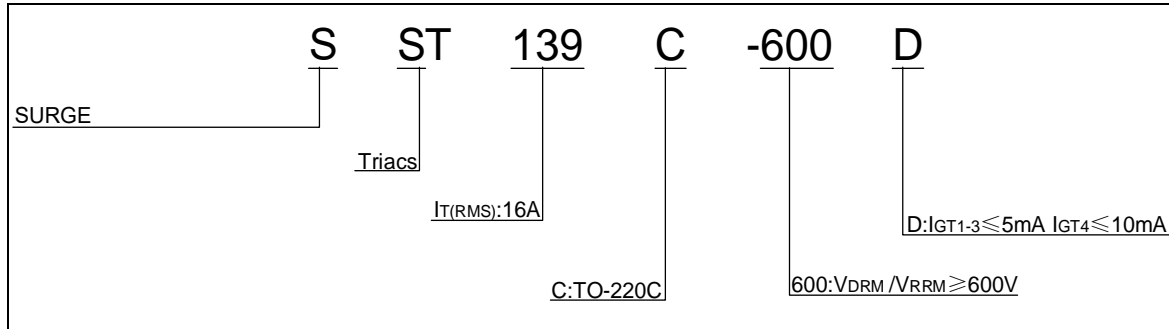 S ST 139 C -600 D
SURGE
Triacs
IT(RMS):16A
D:IGT1-3≤5mA IGT4≤10mA
C:TO-220C
600:VDRM /VRRM≥600V